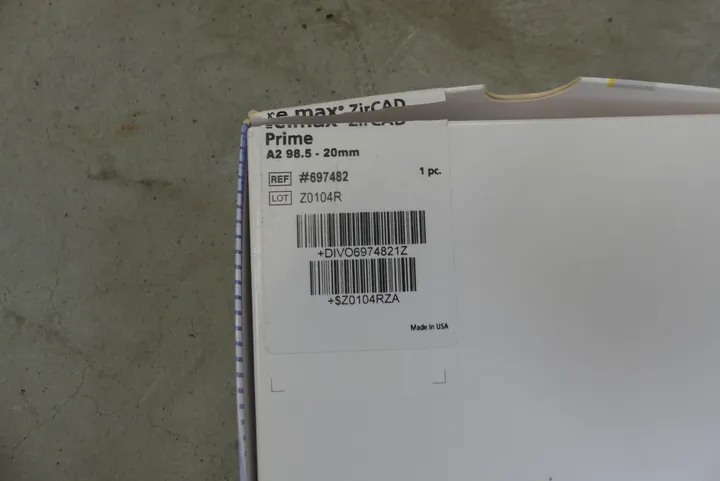 e.max® ZirCAD
Prime
A2 98.5 - 20mm
REF #697482 1 pc.
LOT Z0104R
+DIVO6974821Z
+$Z0104RZA
Made in USA